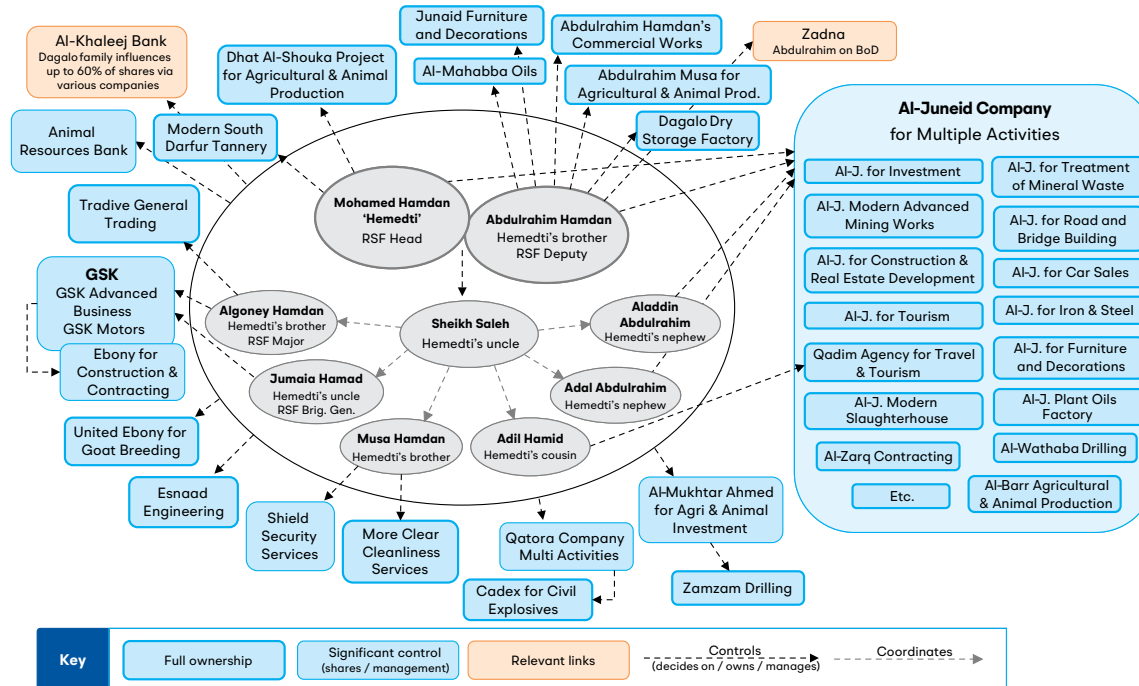 Al-Khaleej Bank
Dagalo family influences
up to 60% of shares via
various companies
Animal
Resources Bank
Modern South
Darfur Tannery
Dhat Al-Shouka Project
for Agricultural & Animal
Production
Junaid Furniture
and Decorations
Al-Mahabba Oils
Abdulrahim Hamdan's
Commercial Works
Abdulrahim Musa for
Agricultural & Animal Prod.
Dagalo Dry
Storage Factory
Zadna
Abdulrahim on BoD
Tradive General
Trading
GSK
GSK Advanced
Business
GSK Motors
Ebony for
Construction &
Contracting
United Ebony for
Goat Breeding
Esnaad
Engineering
Shield
Security
Services
More Clear
Cleanliness
Services
Qatora Company
Multi Activities
Cadex for Civil
Explosives
Al-Mukhtar Ahmed
for Agri & Animal
Investment
Zamzam Drilling
Mohamed Hamdan
'Hemedti'
RSF Head
Abdulrahim Hamdan
Hemedti's brother
RSF Deputy
Algoney Hamdan
Hemedti's brother
RSF Major
Sheikh Saleh
Hemedti's uncle
Aladdin
Abdulrahim
Hemedti's nephew
Jumaia Hamad
Hemedti's uncle
RSF Brig. Gen.
Adal Abdulrahim
Hemedti's nephew
Musa Hamdan
Hemedti's brother
Adil Hamid
Hemedti's cousin
Al-Juneid Company
for Multiple Activities
Al-J. for Investment
Al-J. Modern Advanced
Mining Works
Al-J. for Construction &
Real Estate Development
Al-J. for Tourism
Qadim Agency for Travel
& Tourism
Al-J. Modern
Slaughterhouse
Al-Zarq Contracting
Etc.
Al-J. for Treatment
of Mineral Waste
Al-J. for Road and
Bridge Building
Al-J. for Car Sales
Al-J. for Iron & Steel
Al-J. for Furniture
and Decorations
Al-J. Plant Oils
Factory
Al-Wathaba Drilling
Al-Barr Agricultural
& Animal Production
Key
Full ownership
Significant control
(shares / management)
Relevant links
Controls
(decides on / owns / manages)
Coordinates